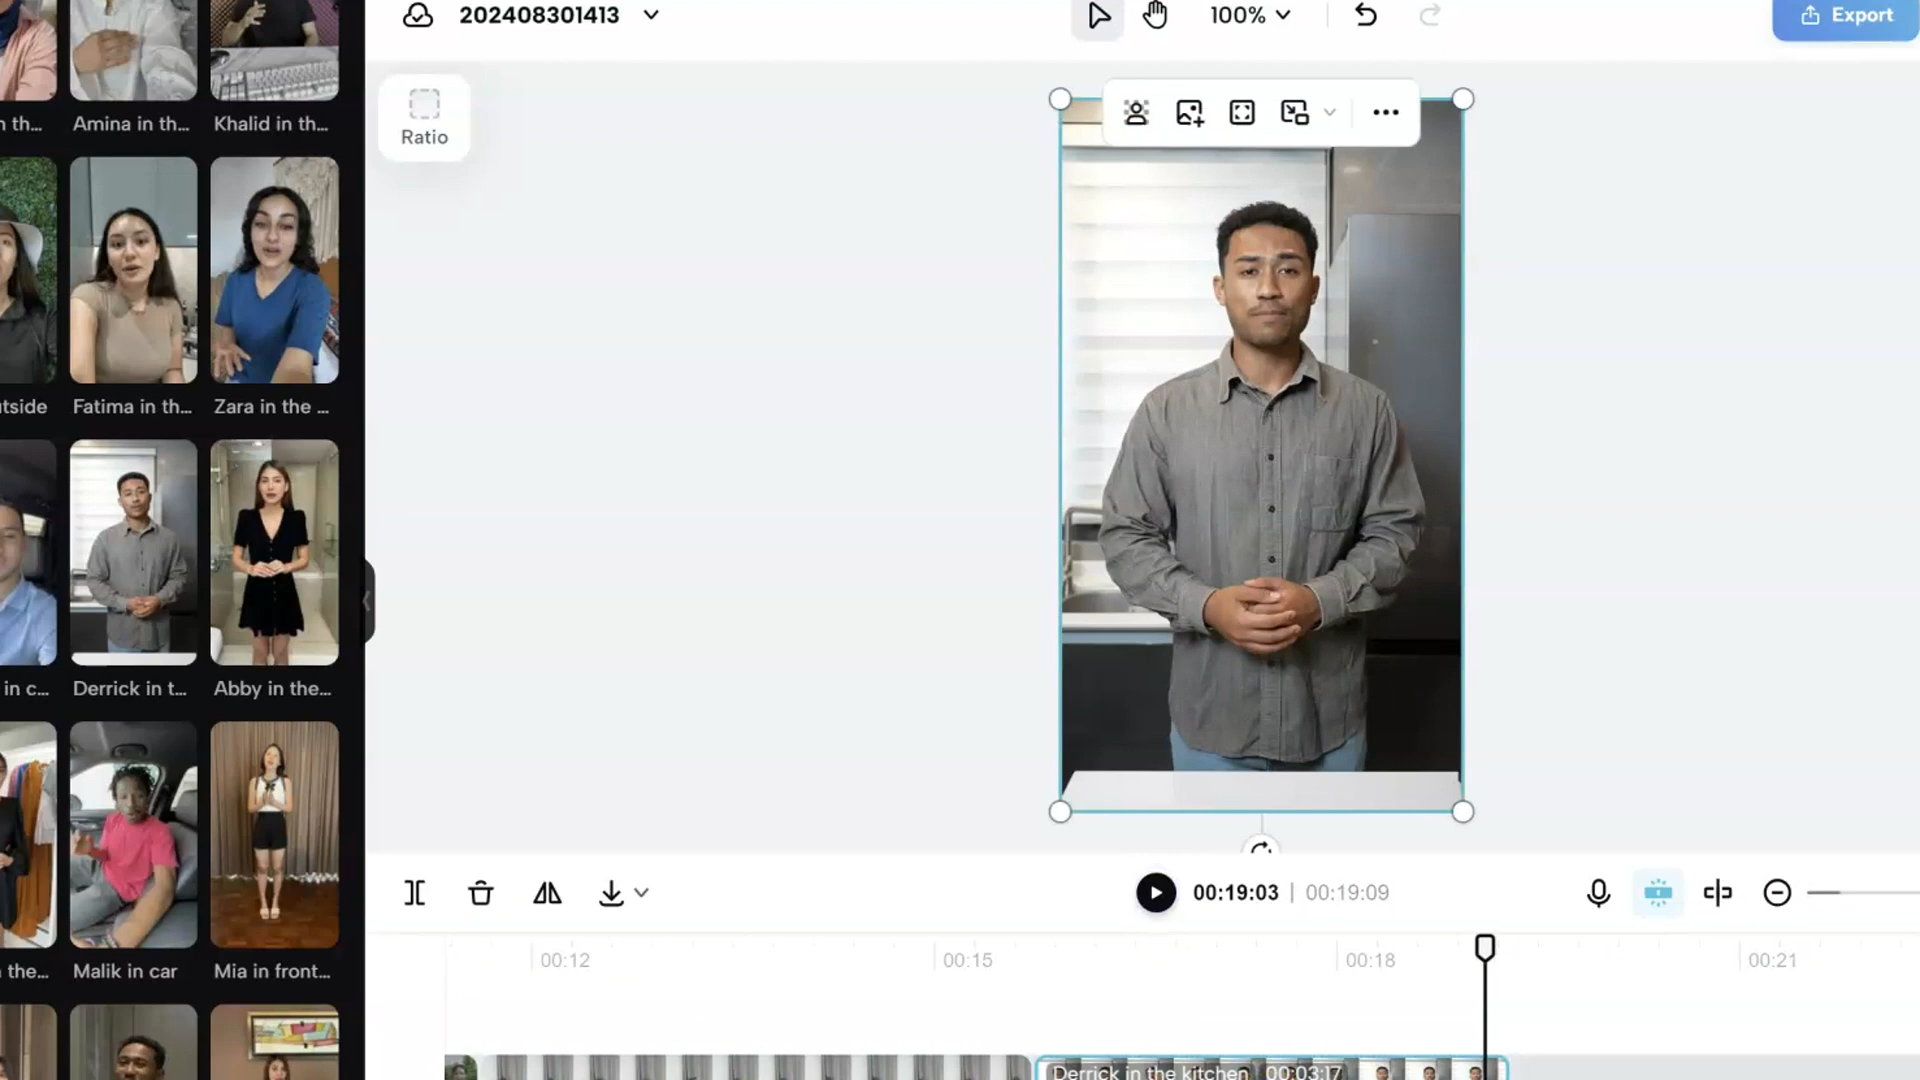 202408301413
100%
Export
Ratio
n th...
Amina in th...
Khalid in th...
tside
Fatima in th...
Zara in the ...
in c...
Derrick in t...
Abby in the...
the...
Malik in car
Mia in front...
00:19:03 | 00:19:09
00:12
00:15
00:18
00:21
Derrick in the kitchen 00:03:17